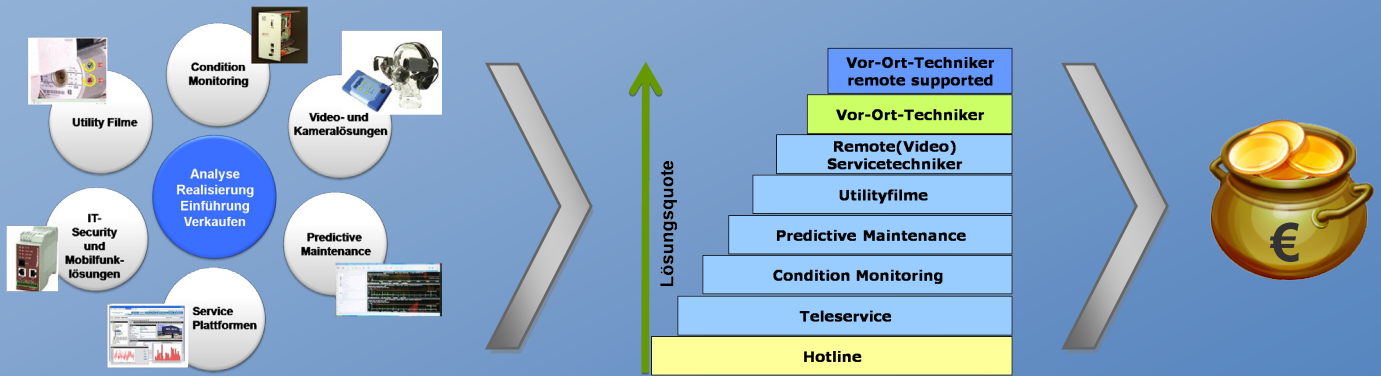 Condition
Monitoring
Utility Filme
Video- und
Kameralösungen
Analyse
Realisierung
Einführung
Verkaufen
IT-
Security
und
Mobilfunk-
lösungen
Predictive
Maintenance
Service
Plattformen
Lösungsquote
Vor-Ort-Techniker
remote supported
Vor-Ort-Techniker
Remote(Video)
Servicetechniker
Utilityfilme
Predictive Maintenance
Condition Monitoring
Teleservice
Hotline
€